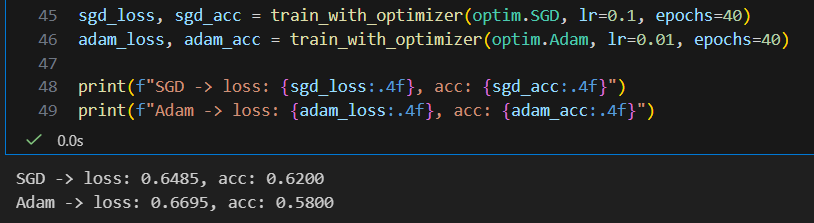 45 sgd_loss, sgd_acc = train_with_optimizer(optim.SGD, lr=0.1, epochs=40)
46 adam_loss, adam_acc = train_with_optimizer(optim.Adam, lr=0.01, epochs=40)
47
48 print(f"SGD -> loss: {sgd_loss:.4f}, acc: {sgd_acc:.4f}")
49 print(f"Adam -> loss: {adam_loss:.4f}, acc: {adam_acc:.4f}")
✓ 0.0s
SGD -> loss: 0.6485, acc: 0.6200
Adam -> loss: 0.6695, acc: 0.5800